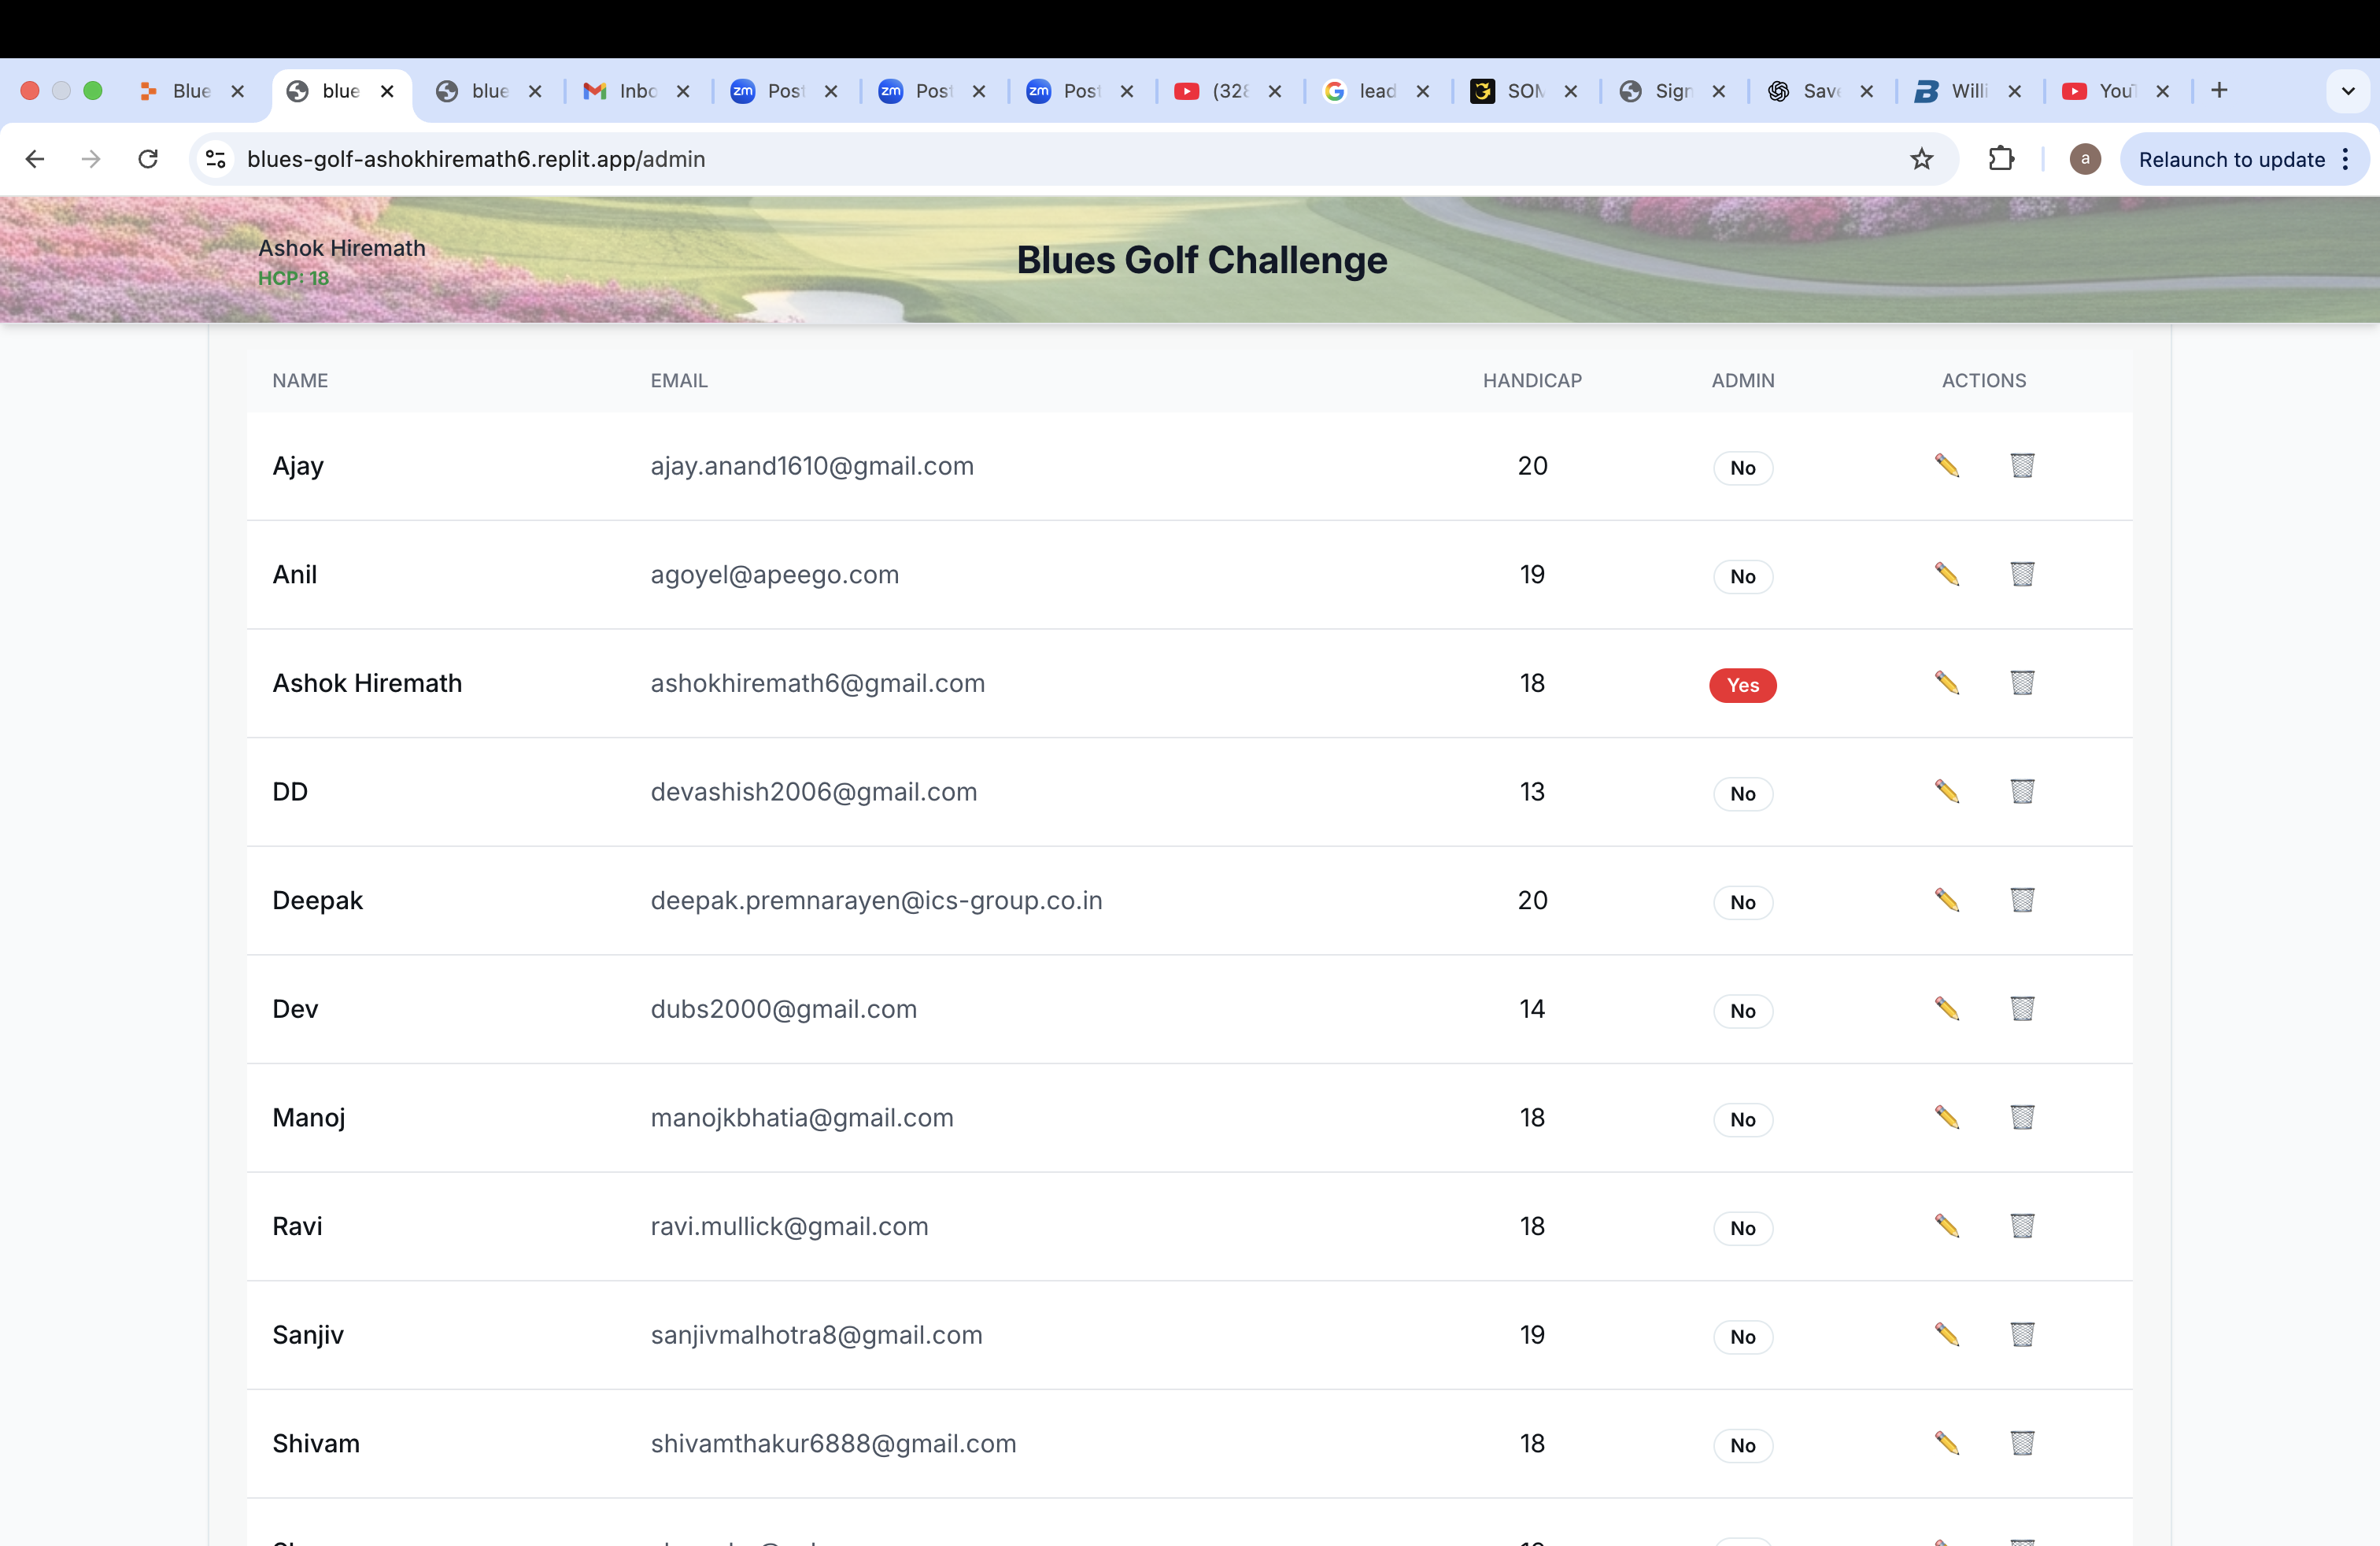 Blue
blue
blue
Inbo
zm Post
zm Post
zm Post
(328
lead
SOM
Sign
Save
Willi
YouT
blues-golf-ashokhiremath6.replit.app/admin
a
Relaunch to update
Ashok Hiremath
HCP: 18
Blues Golf Challenge
NAME EMAIL HANDICAP ADMIN ACTIONS
Ajay ajay.anand1610@gmail.com 20 No
Anil agoyel@apeego.com 19 No
Ashok Hiremath ashokhiremath6@gmail.com 18 Yes
DD devashish2006@gmail.com 13 No
Deepak deepak.premnarayen@ics-group.co.in 20 No
Dev dubs2000@gmail.com 14 No
Manoj manojkbhatia@gmail.com 18 No
Ravi ravi.mullick@gmail.com 18 No
Sanjiv sanjivmalhotra8@gmail.com 19 No
Shivam shivamthakur6888@gmail.com 18 No